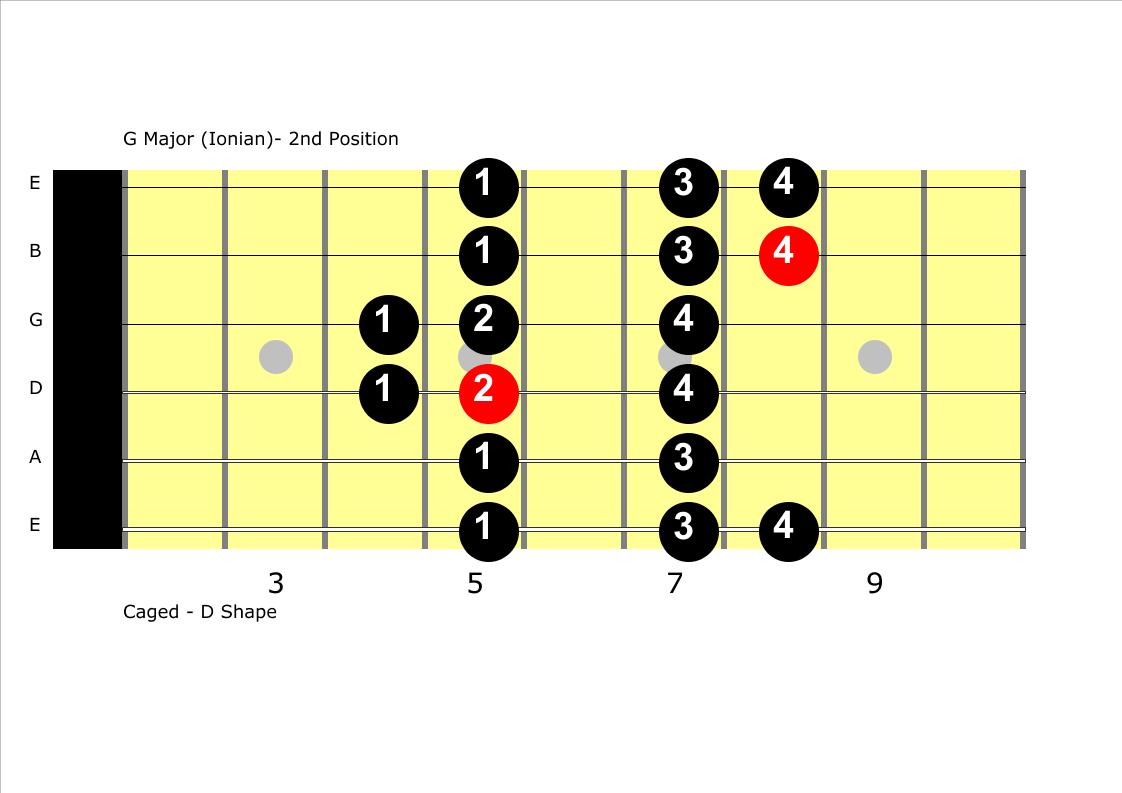 G Major (Ionian)- 2nd Position
E 1 3 4
B 1 3 4
G 1 2 4
D 1 2 4
A 1 3
E 1 3 4
3 5 7 9
Caged - D Shape